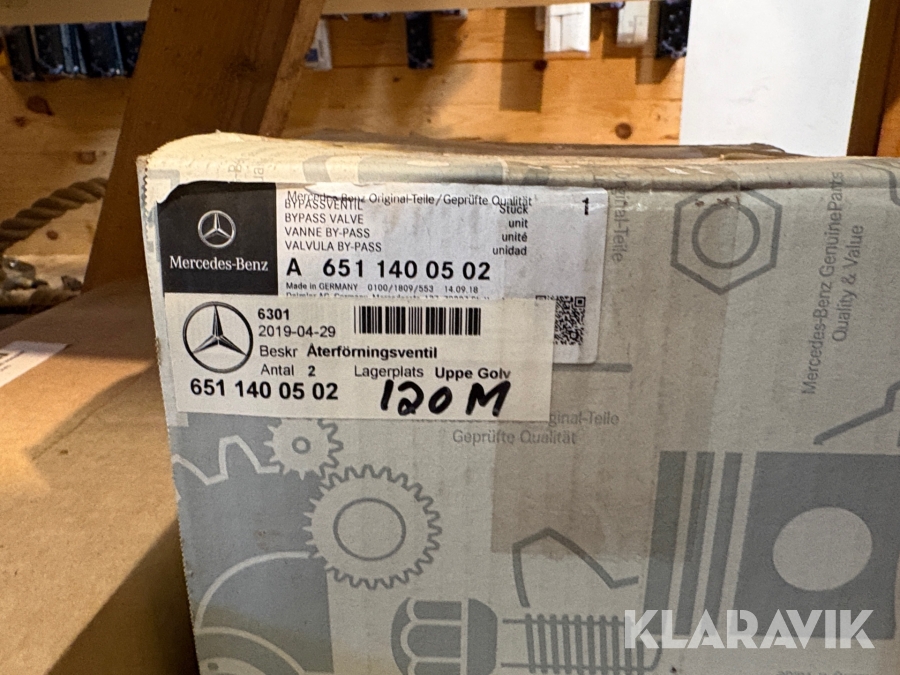 Mercedes-Benz
Mercedes-Benz Original-Teile/Geprüfte Qualität
BYPASSVENTIL
BYPASS VALVE
VANNE BY-PASS
VALVULA BY-PASS
Stück
unit
unité
unidad
1
A 651 140 05 02
Made in GERMANY 0100/1809/553 14.09.18
6301
2019-04-29
Beskr Återförningsventil
Antal 2 Lagerplats Uppe Golv
651 140 05 02
120M
Original-Teile
Mercedes-Benz GenuineParts
Quality & Value
ginal-Teile
Geprüfte Qualität
KLARAVIK